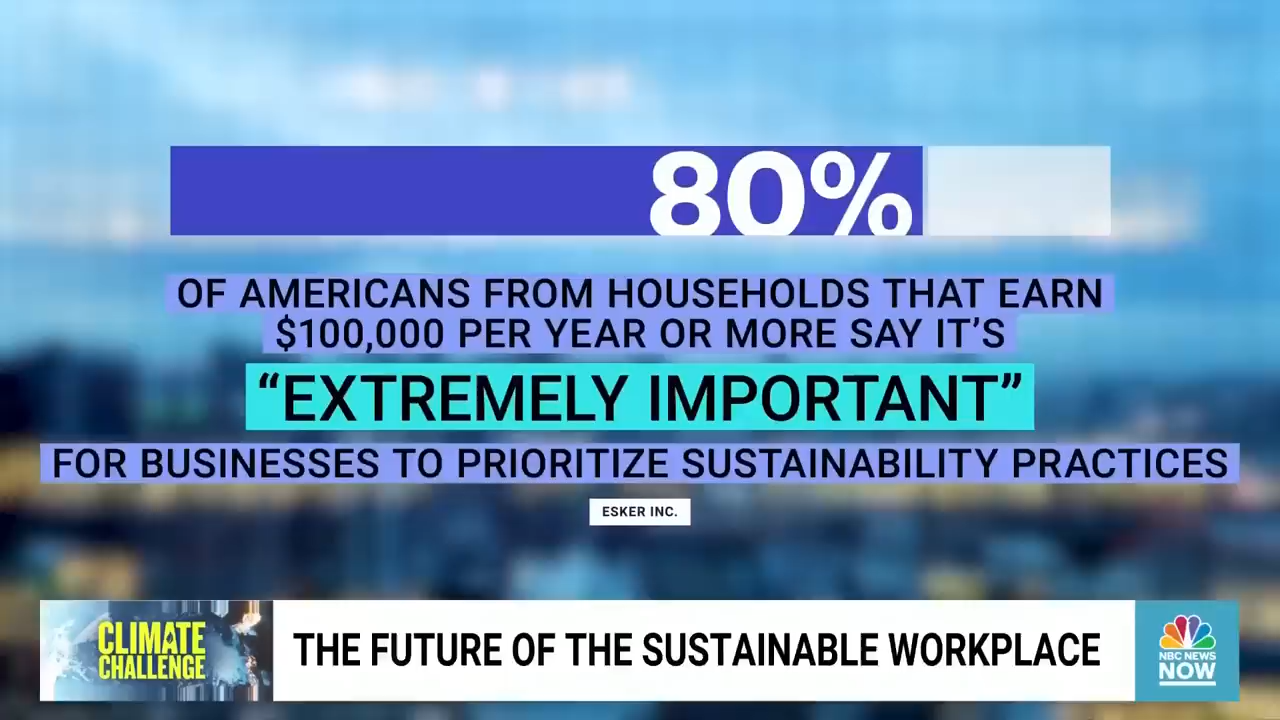 80%
OF AMERICANS FROM HOUSEHOLDS THAT EARN
$100,000 PER YEAR OR MORE SAY IT’S
“EXTREMELY IMPORTANT”
FOR BUSINESSES TO PRIORITIZE SUSTAINABILITY PRACTICES
ESKER INC.
CLIMATE
CHALLENGE
THE FUTURE OF THE SUSTAINABLE WORKPLACE
NBC NEWS
NOW